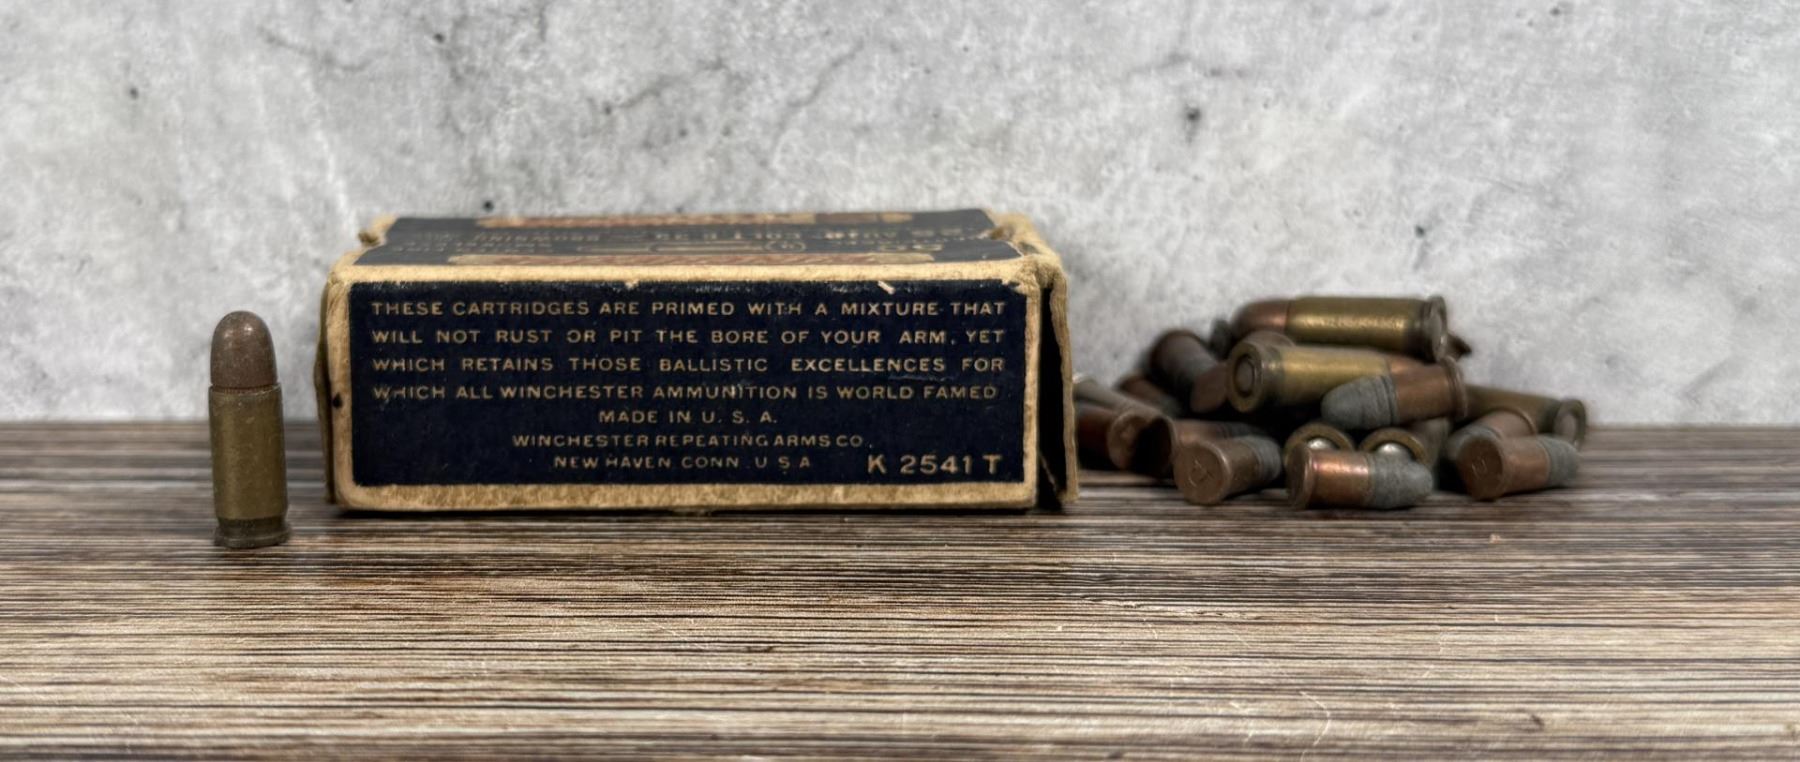 THESE CARTRIDGES ARE PRIMED WITH A MIXTURE THAT
WILL NOT RUST OR PIT THE BORE OF YOUR ARM, YET
WHICH RETAINS THOSE BALLISTIC EXCELLENCES FOR
WHICH ALL WINCHESTER AMMUNITION IS WORLD FAMED
MADE IN U. S. A.
WINCHESTER REPEATING ARMS CO.
NEW HAVEN. CONN. U S A
K 2541 T